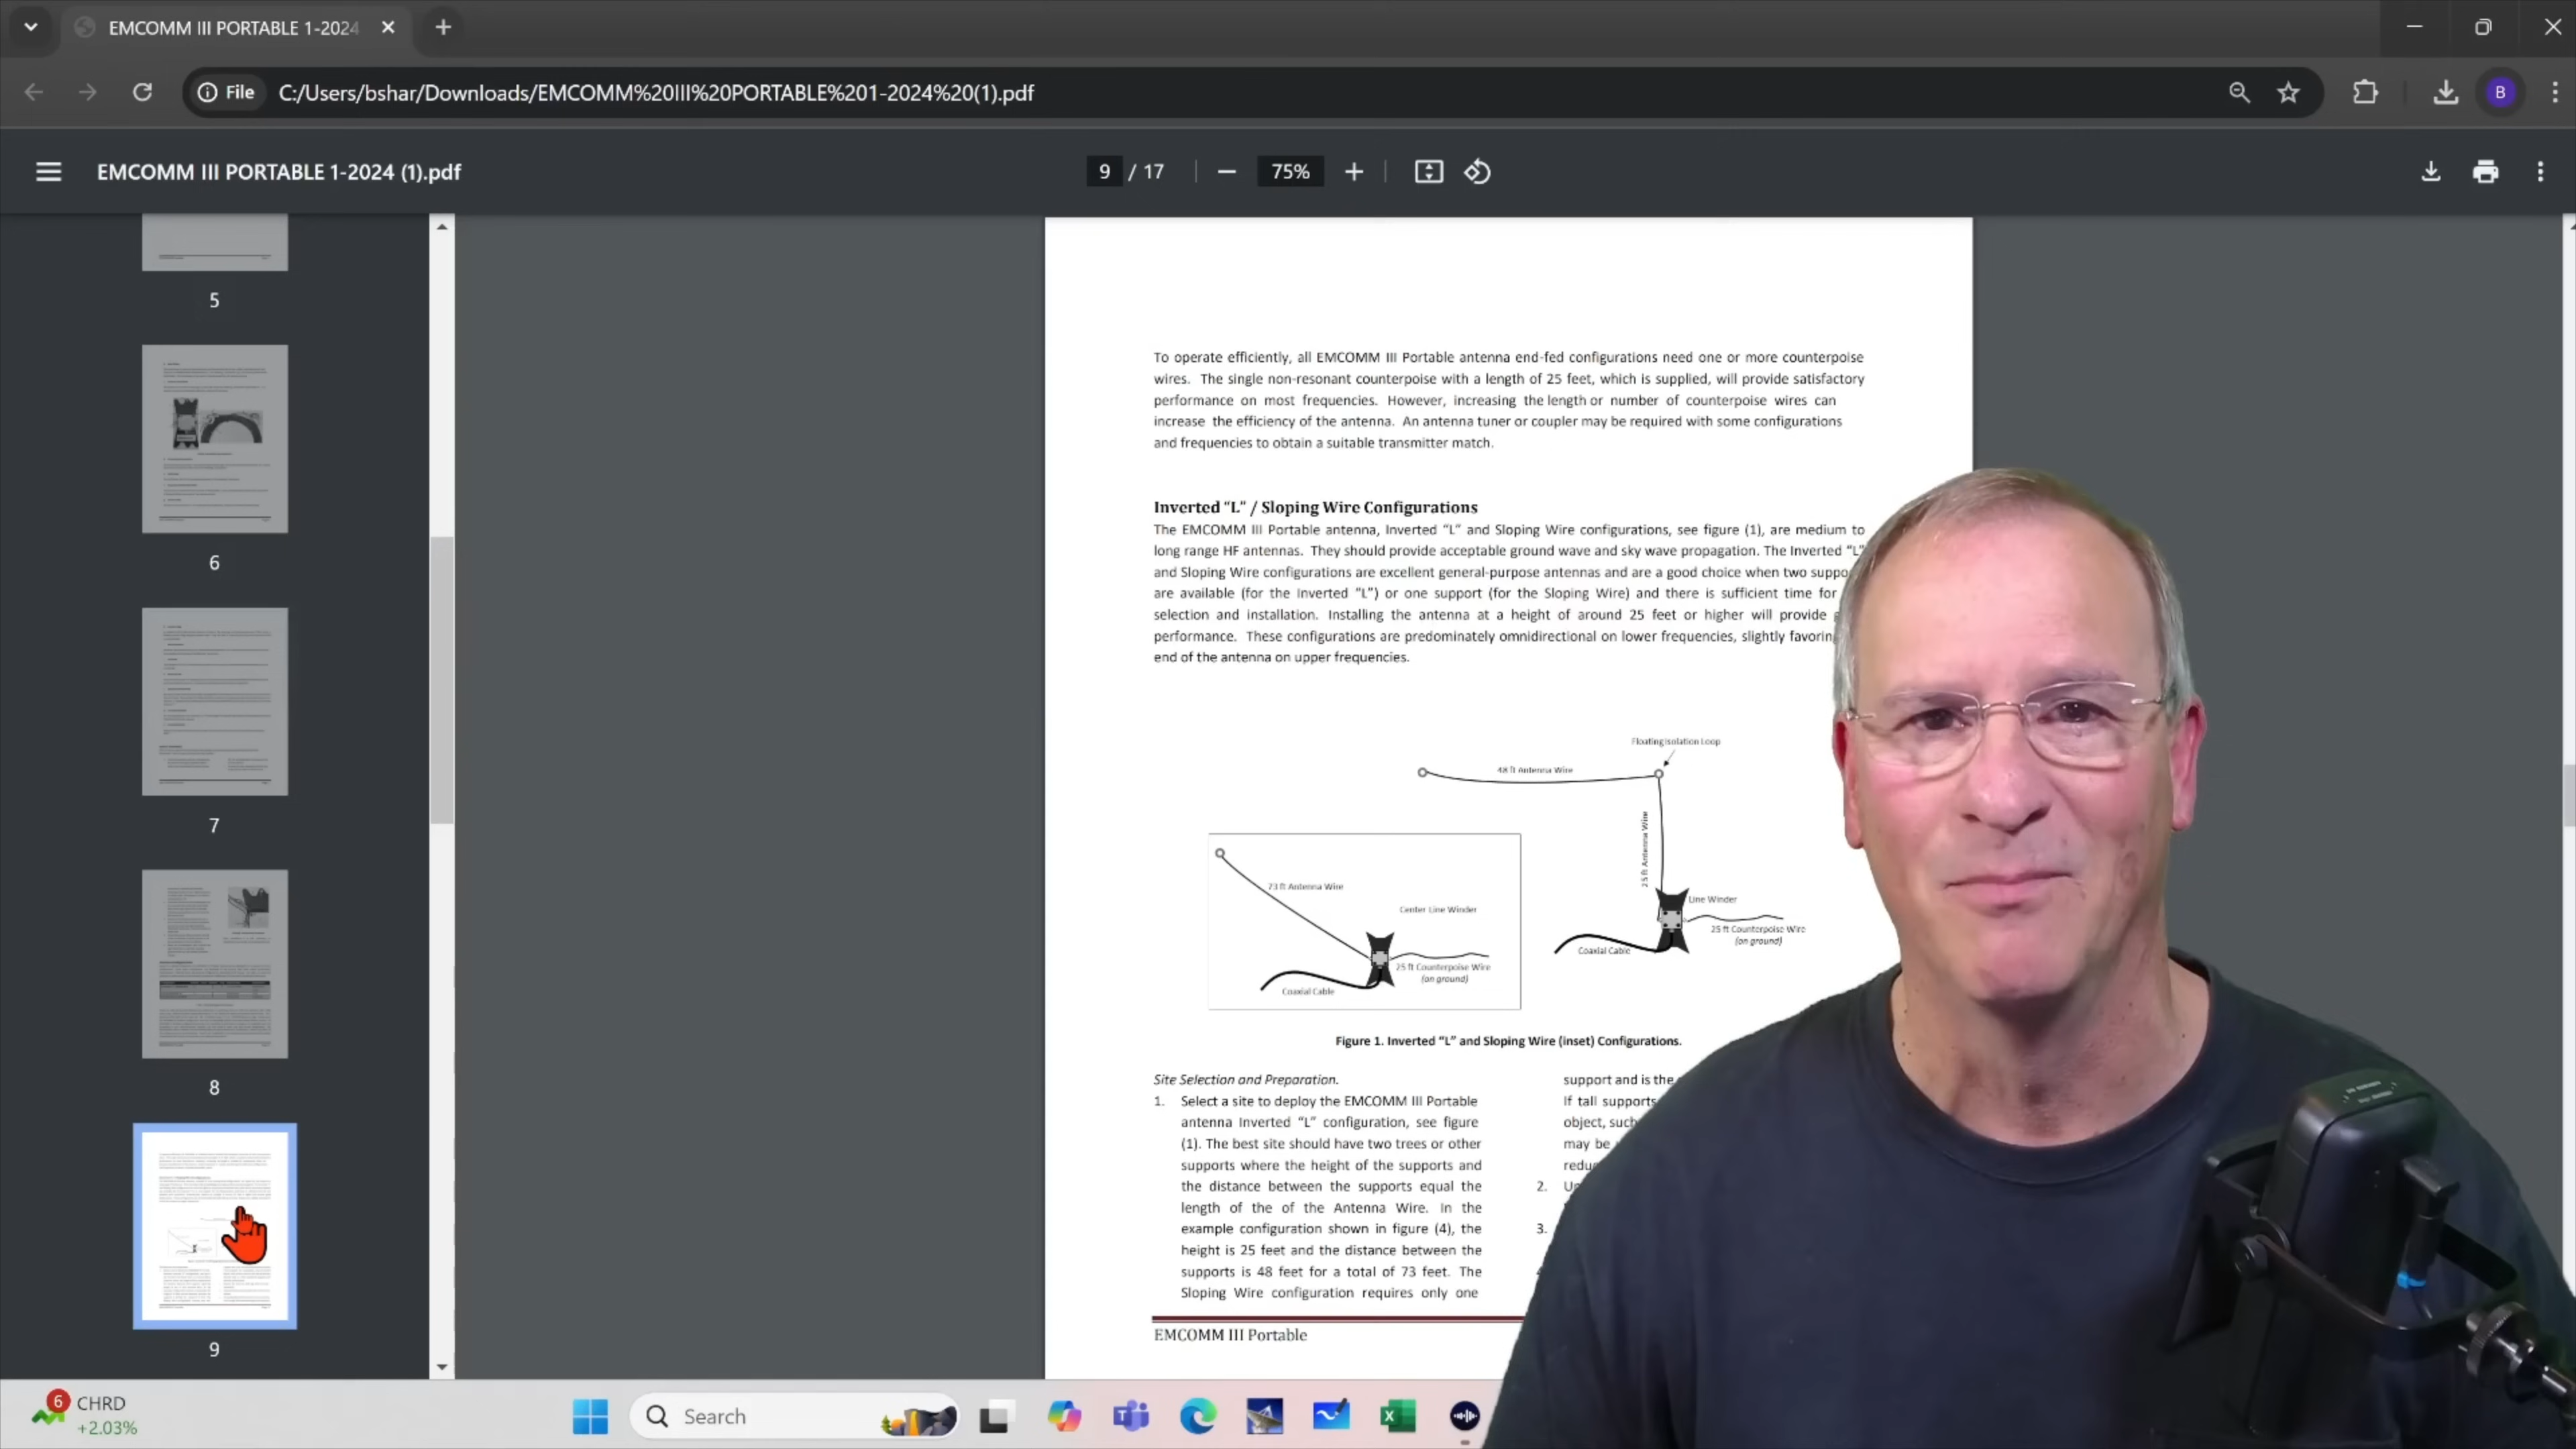 EMCOMM III PORTABLE 1-2024
File
C:/Users/bshar/Downloads/EMCOMM%20III%20PORTABLE%201-2024%20(1).pdf
B
EMCOMM III PORTABLE 1-2024 (1).pdf
9 / 17
75%
5
6
7
8
9
To operate efficiently, all EMCOMM III Portable antenna end-fed configurations need one or more counterpoise
wires. The single non-resonant counterpoise with a length of 25 feet, which is supplied, will provide satisfactory
performance on most frequencies. However, increasing the length or number of counterpoise wires can
increase the efficiency of the antenna. An antenna tuner or coupler may be required with some configurations
and frequencies to obtain a suitable transmitter match.
Inverted “L” / Sloping Wire Configurations
The EMCOMM III Portable antenna, Inverted “L” and Sloping Wire configurations, see figure (1), are medium to
long range HF antennas. They should provide acceptable ground wave and sky wave propagation. The Inverted “L”
and Sloping Wire configurations are excellent general-purpose antennas and are a good choice when two suppo
are available (for the Inverted “L”) or one support (for the Sloping Wire) and there is sufficient time for
selection and installation. Installing the antenna at a height of around 25 feet or higher will provide
performance. These configurations are predominately omnidirectional on lower frequencies, slightly favorin
end of the antenna on upper frequencies.
Floating Isolation Loop
48 ft Antenna Wire
25 ft Antenna Wire
Line Winder
25 ft Counterpoise Wire
(on ground)
Coaxial Cable
73 ft Antenna Wire
Center Line Winder
25 ft Counterpoise Wire
(on ground)
Coaxial Cable
Figure 1. Inverted “L” and Sloping Wire (inset) Configurations.
Site Selection and Preparation.
1. Select a site to deploy the EMCOMM III Portable
antenna Inverted “L” configuration, see figure
(1). The best site should have two trees or other
supports where the height of the supports and
the distance between the supports equal the
length of the of the Antenna Wire. In the
example configuration shown in figure (4), the
height is 25 feet and the distance between the
supports is 48 feet for a total of 73 feet. The
Sloping Wire configuration requires only one
support and is the
If tall supports
object, such
may be
redu
2. Un
3.
EMCOMM III Portable
6
CHRD
+2.03%
Search